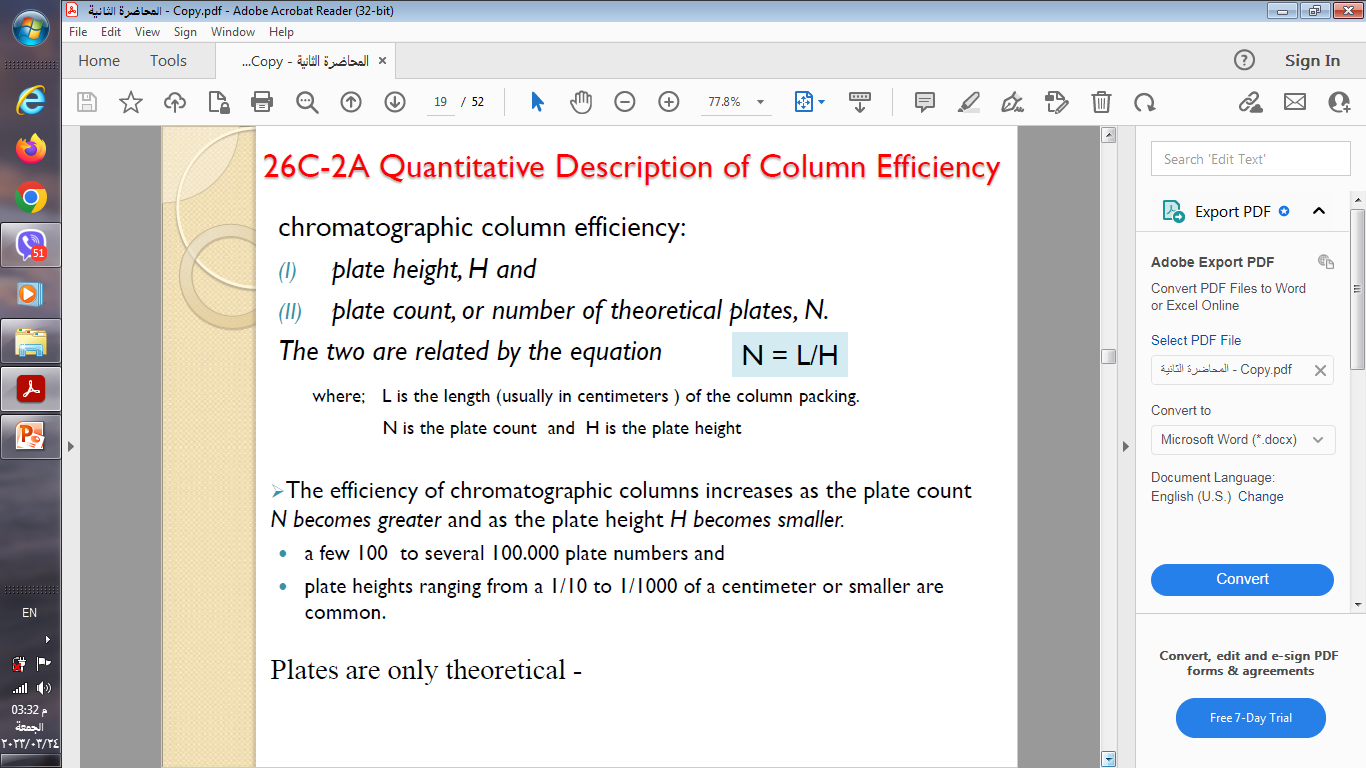 المحاضرة الثانية - Copy.pdf - Adobe Acrobat Reader (32-bit)
File Edit View Sign Window Help
Home Tools المحاضرة الثانية - Copy... × ? Sign In
19 / 52 77.8%
26C-2A Quantitative Description of Column Efficiency
chromatographic column efficiency:
(I) plate height, H and
(II) plate count, or number of theoretical plates, N.
The two are related by the equation N = L/H
where; L is the length (usually in centimeters ) of the column packing.
N is the plate count and H is the plate height
➢The efficiency of chromatographic columns increases as the plate count
N becomes greater and as the plate height H becomes smaller.
• a few 100 to several 100.000 plate numbers and
• plate heights ranging from a 1/10 to 1/1000 of a centimeter or smaller are
common.
Plates are only theoretical -
Search 'Edit Text'
Export PDF
Adobe Export PDF
Convert PDF Files to Word
or Excel Online
Select PDF File
المحاضرة الثانية - Copy.pdf
Convert to
Microsoft Word (*.docx)
Document Language:
English (U.S.) Change
Convert
Convert, edit and e-sign PDF
forms & agreements
Free 7-Day Trial
51
EN
03:32 م
الجمعة
٢٠٢٣/٠٣/٢٤